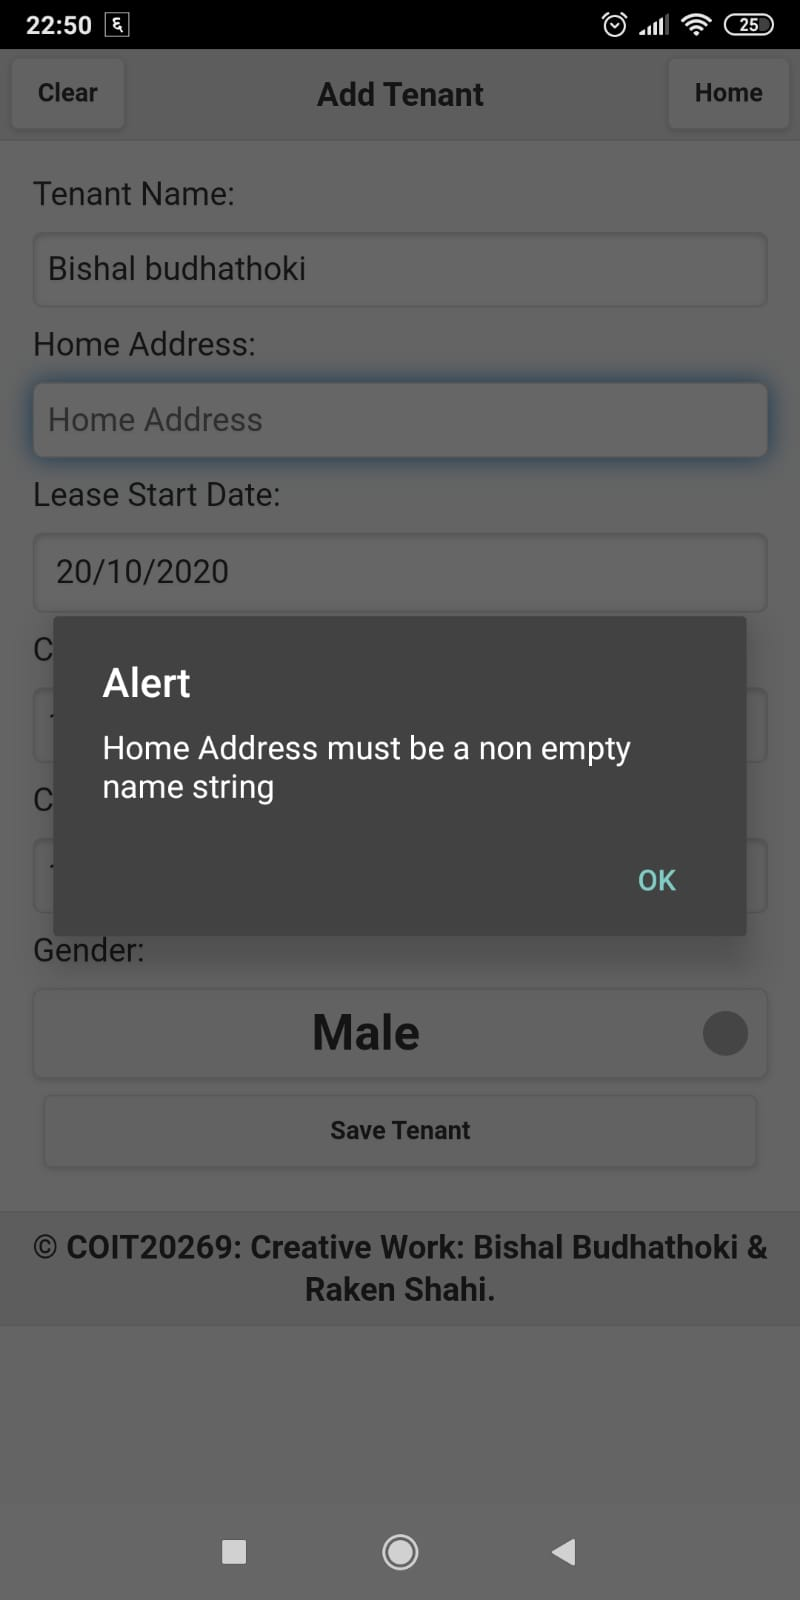 22:50 ६ 25
Clear Add Tenant Home
Tenant Name:
Bishal budhathoki
Home Address:
Home Address
Lease Start Date:
20/10/2020
C
Alert
Home Address must be a non empty
name string
C
OK
Gender:
Male
Save Tenant
© COIT20269: Creative Work: Bishal Budhathoki &
Raken Shahi.